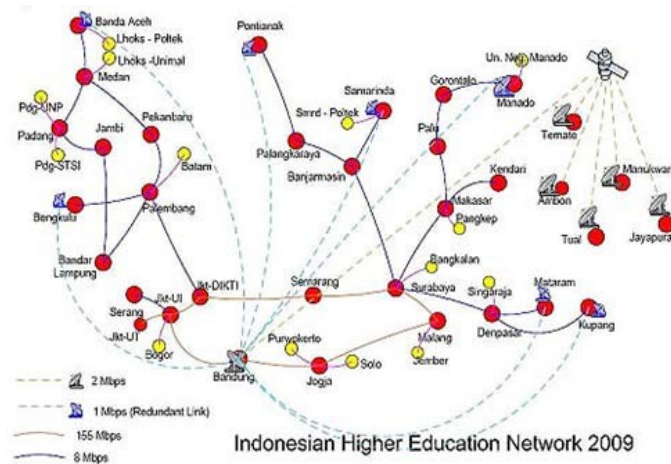 Banda Aceh
Lhoks - Poltek
Lhoks -Unimal
Medan
Pdg-UNP
Padang
Pdg-STSI
Jambi
Pekanbaru
Batam
Bengkulu
Palembang
Bandar
Lampung
Pontianak
Samarinda
Smrd - Poltek
Palangkaraya
Banjarmasin
Un. Neg. Manado
Gorontalo
Manado
Palu
Kendari
Makasar
Pangkep
Ternate
Manukwari
Ambon
Tual
Jayapura
Jkt-DIKTI
Semarang
Bangkalan
Surabaya
Singaraja
Mataram
Serang
Jkt-UI
Jkt-UT
Bogor
Bandung
Purwokerto
Jogja
Solo
Malang
Jember
Denpasar
Kupang
2 Mbps
1 Mbps (Redundant Link)
155 Mbps
8 Mbps
Indonesian Higher Education Network 2009